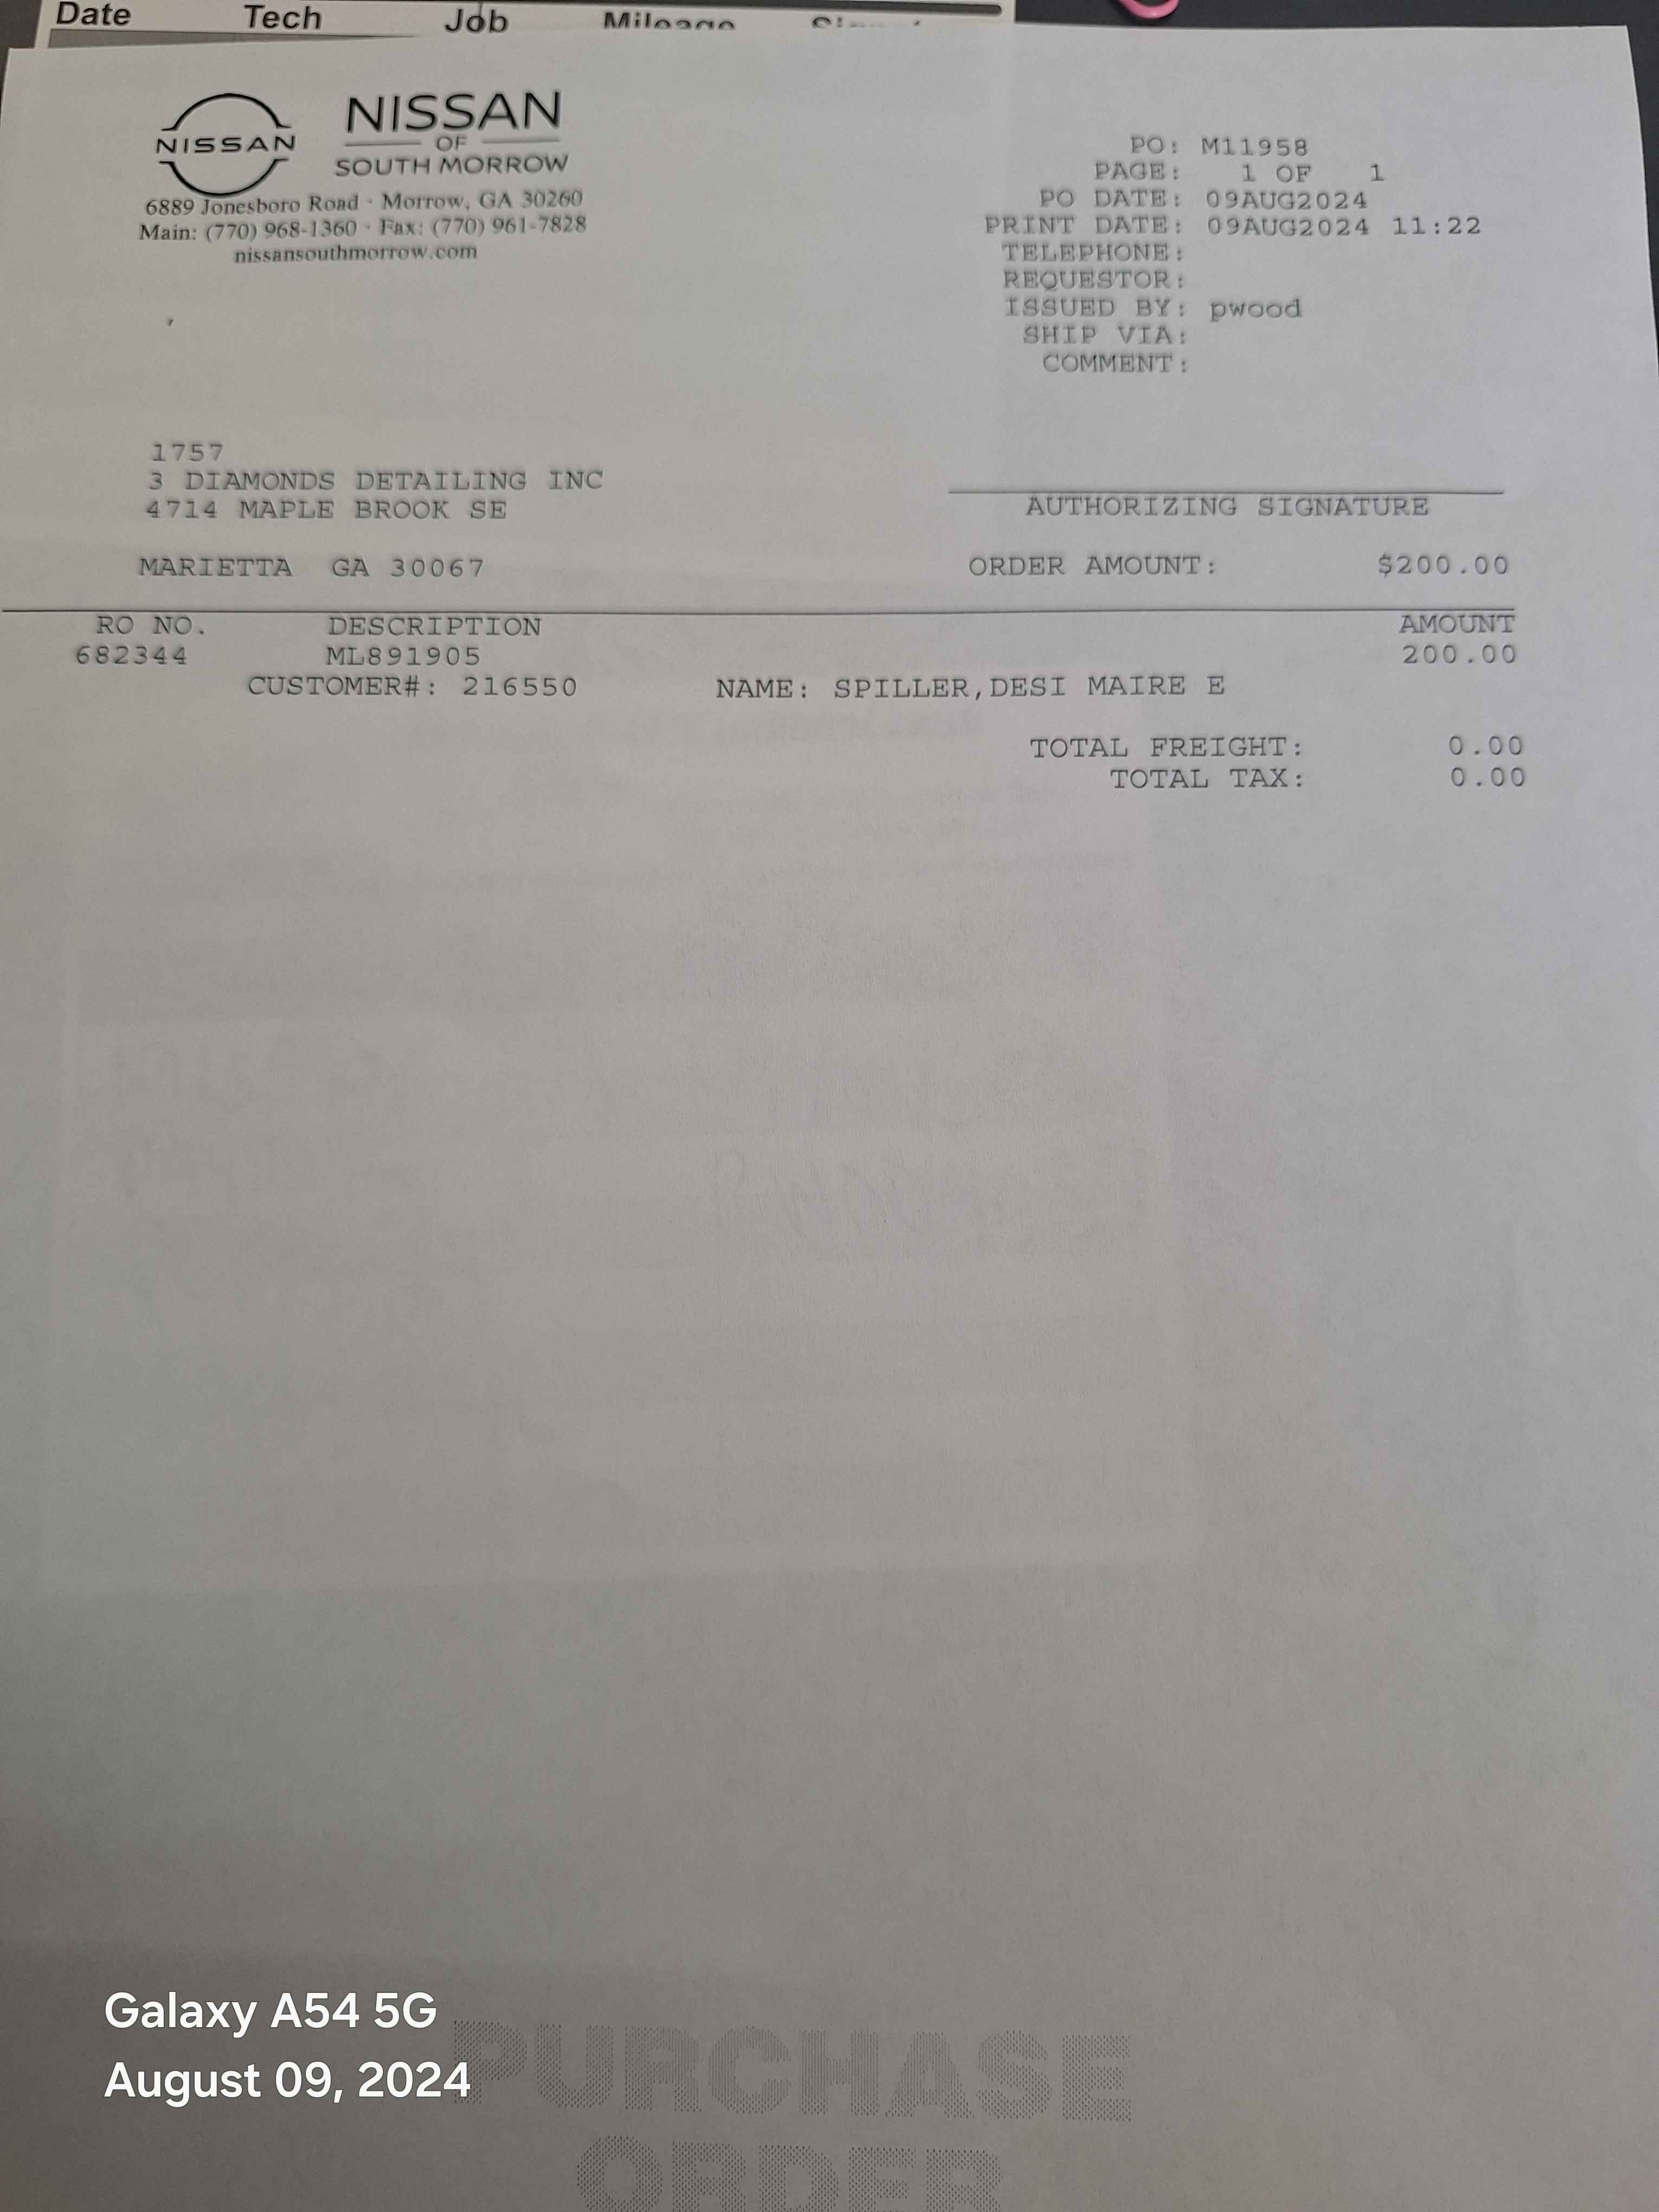 Date Tech Job Mileage
NISSAN
NISSAN
OF
SOUTH MORROW
6889 Jonesboro Road · Morrow, GA 30260
Main: (770) 968-1360 · Fax: (770) 961-7828
nissansouthmorrow.com
PO: M11958
PAGE: 1 OF 1
PO DATE: 09AUG2024
PRINT DATE: 09AUG2024 11:22
TELEPHONE:
REQUESTOR:
ISSUED BY: pwood
SHIP VIA:
COMMENT:
1757
3 DIAMONDS DETAILING INC
4714 MAPLE BROOK SE
MARIETTA GA 30067
AUTHORIZING SIGNATURE
ORDER AMOUNT: $200.00
RO NO. DESCRIPTION AMOUNT
682344 ML891905 200.00
CUSTOMER#: 216550 NAME: SPILLER,DESI MAIRE E
TOTAL FREIGHT: 0.00
TOTAL TAX: 0.00
Galaxy A54 5G
August 09, 2024
PURCHASE
ORDER